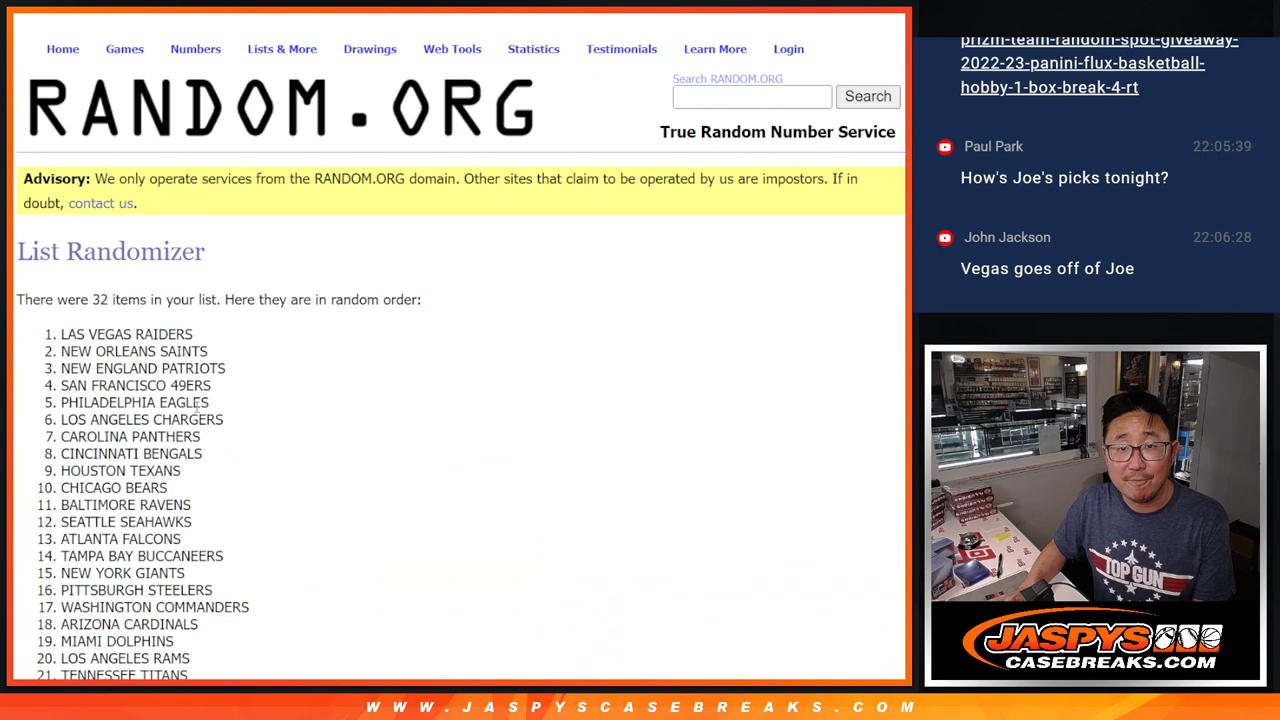 Home Games Numbers Lists & More Drawings Web Tools Statistics Testimonials Learn More Login
RANDOM.ORG
Search RANDOM.ORG
Search
True Random Number Service
Advisory: We only operate services from the RANDOM.ORG domain. Other sites that claim to be operated by us are impostors. If in
doubt, contact us.
List Randomizer
There were 32 items in your list. Here they are in random order:
1. LAS VEGAS RAIDERS
2. NEW ORLEANS SAINTS
3. NEW ENGLAND PATRIOTS
4. SAN FRANCISCO 49ERS
5. PHILADELPHIA EAGLES
6. LOS ANGELES CHARGERS
7. CAROLINA PANTHERS
8. CINCINNATI BENGALS
9. HOUSTON TEXANS
10. CHICAGO BEARS
11. BALTIMORE RAVENS
12. SEATTLE SEAHAWKS
13. ATLANTA FALCONS
14. TAMPA BAY BUCCANEERS
15. NEW YORK GIANTS
16. PITTSBURGH STEELERS
17. WASHINGTON COMMANDERS
18. ARIZONA CARDINALS
19. MIAMI DOLPHINS
20. LOS ANGELES RAMS
21. TENNESSEE TITANS
prizm-team-random-spot-giveaway-
2022-23-panini-flux-basketball-
hobby-1-box-break-4-rt
Paul Park 22:05:39
How's Joe's picks tonight?
John Jackson 22:06:28
Vegas goes off of Joe
TOP GUN
JASPYS
CASEBREAKS.COM
WWW.JASPYSCASEBREAKS.COM